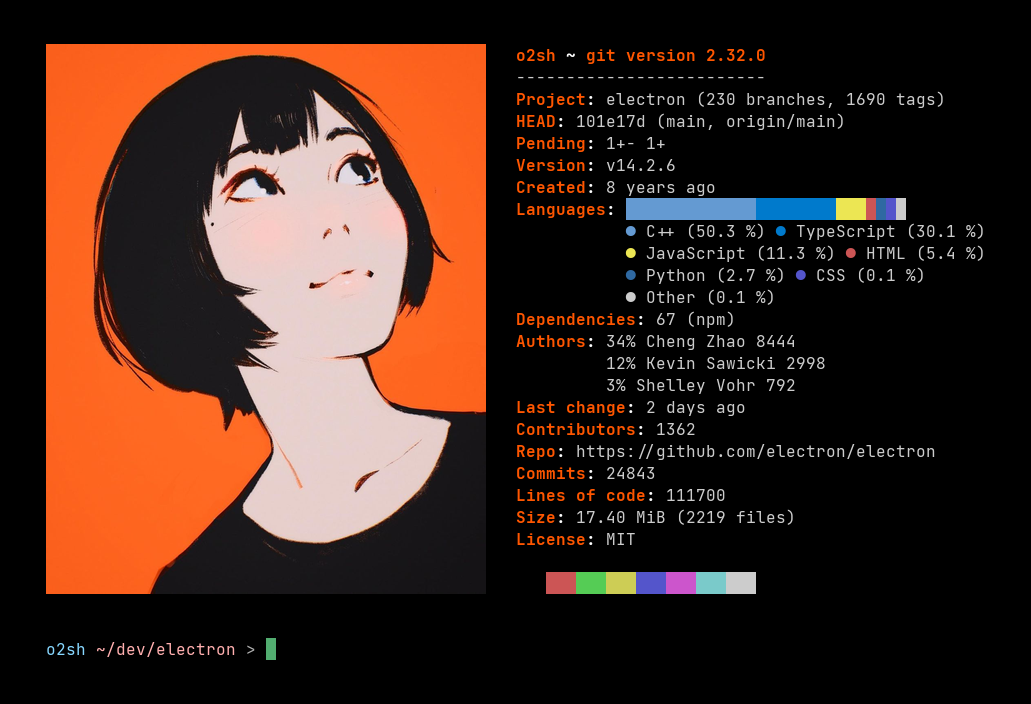 o2sh ~ git version 2.32.0
-------------------------
Project: electron (230 branches, 1690 tags)
HEAD: 101e17d (main, origin/main)
Pending: 1+- 1+
Version: v14.2.6
Created: 8 years ago
Languages:
● C++ (50.3 %) ● TypeScript (30.1 %)
● JavaScript (11.3 %) ● HTML (5.4 %)
● Python (2.7 %) ● CSS (0.1 %)
● Other (0.1 %)
Dependencies: 67 (npm)
Authors: 34% Cheng Zhao 8444
12% Kevin Sawicki 2998
3% Shelley Vohr 792
Last change: 2 days ago
Contributors: 1362
Repo: https://github.com/electron/electron
Commits: 24843
Lines of code: 111700
Size: 17.40 MiB (2219 files)
License: MIT
o2sh ~/dev/electron >